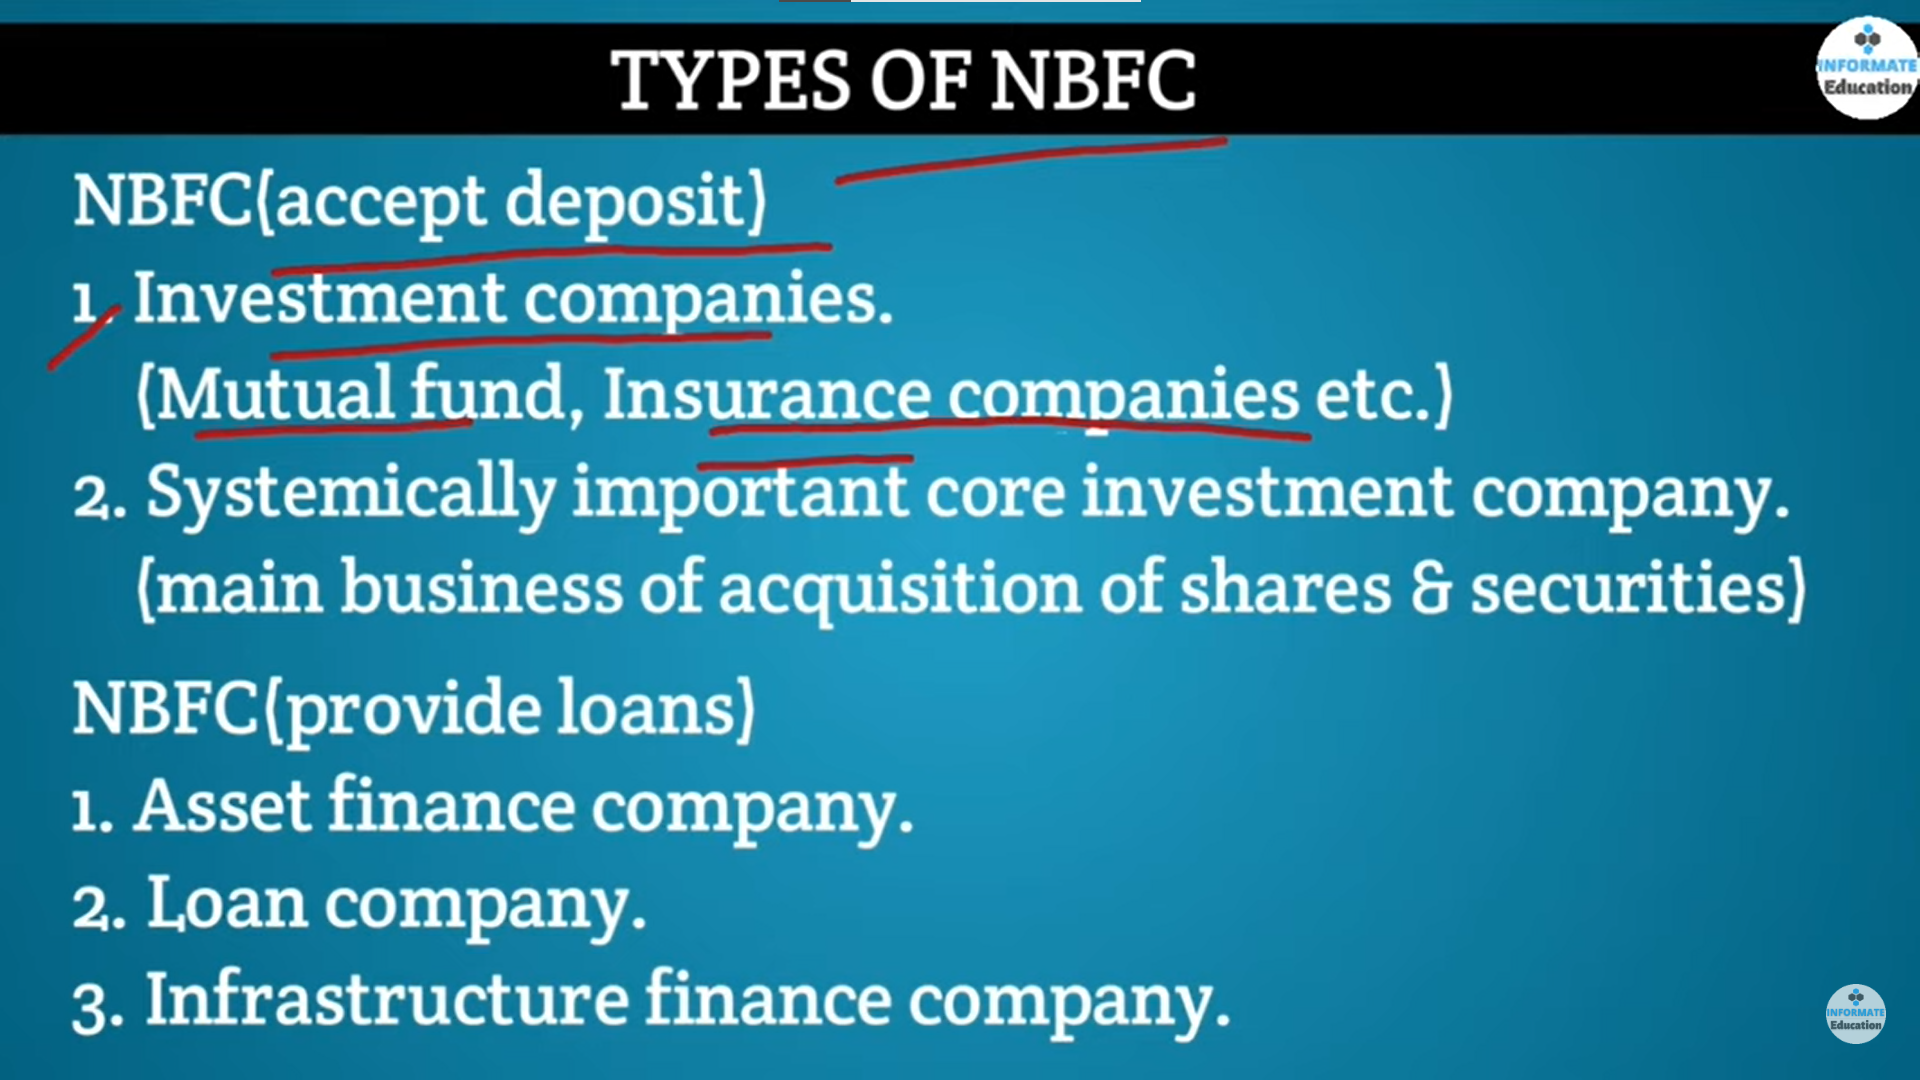 TYPES OF NBFC
INFORMATE
Education
NBFC(accept deposit)
1. Investment companies.
(Mutual fund, Insurance companies etc.)
2. Systemically important core investment company.
(main business of acquisition of shares & securities)
NBFC(provide loans)
1. Asset finance company.
2. Loan company.
3. Infrastructure finance company.
INFORMATE
Education